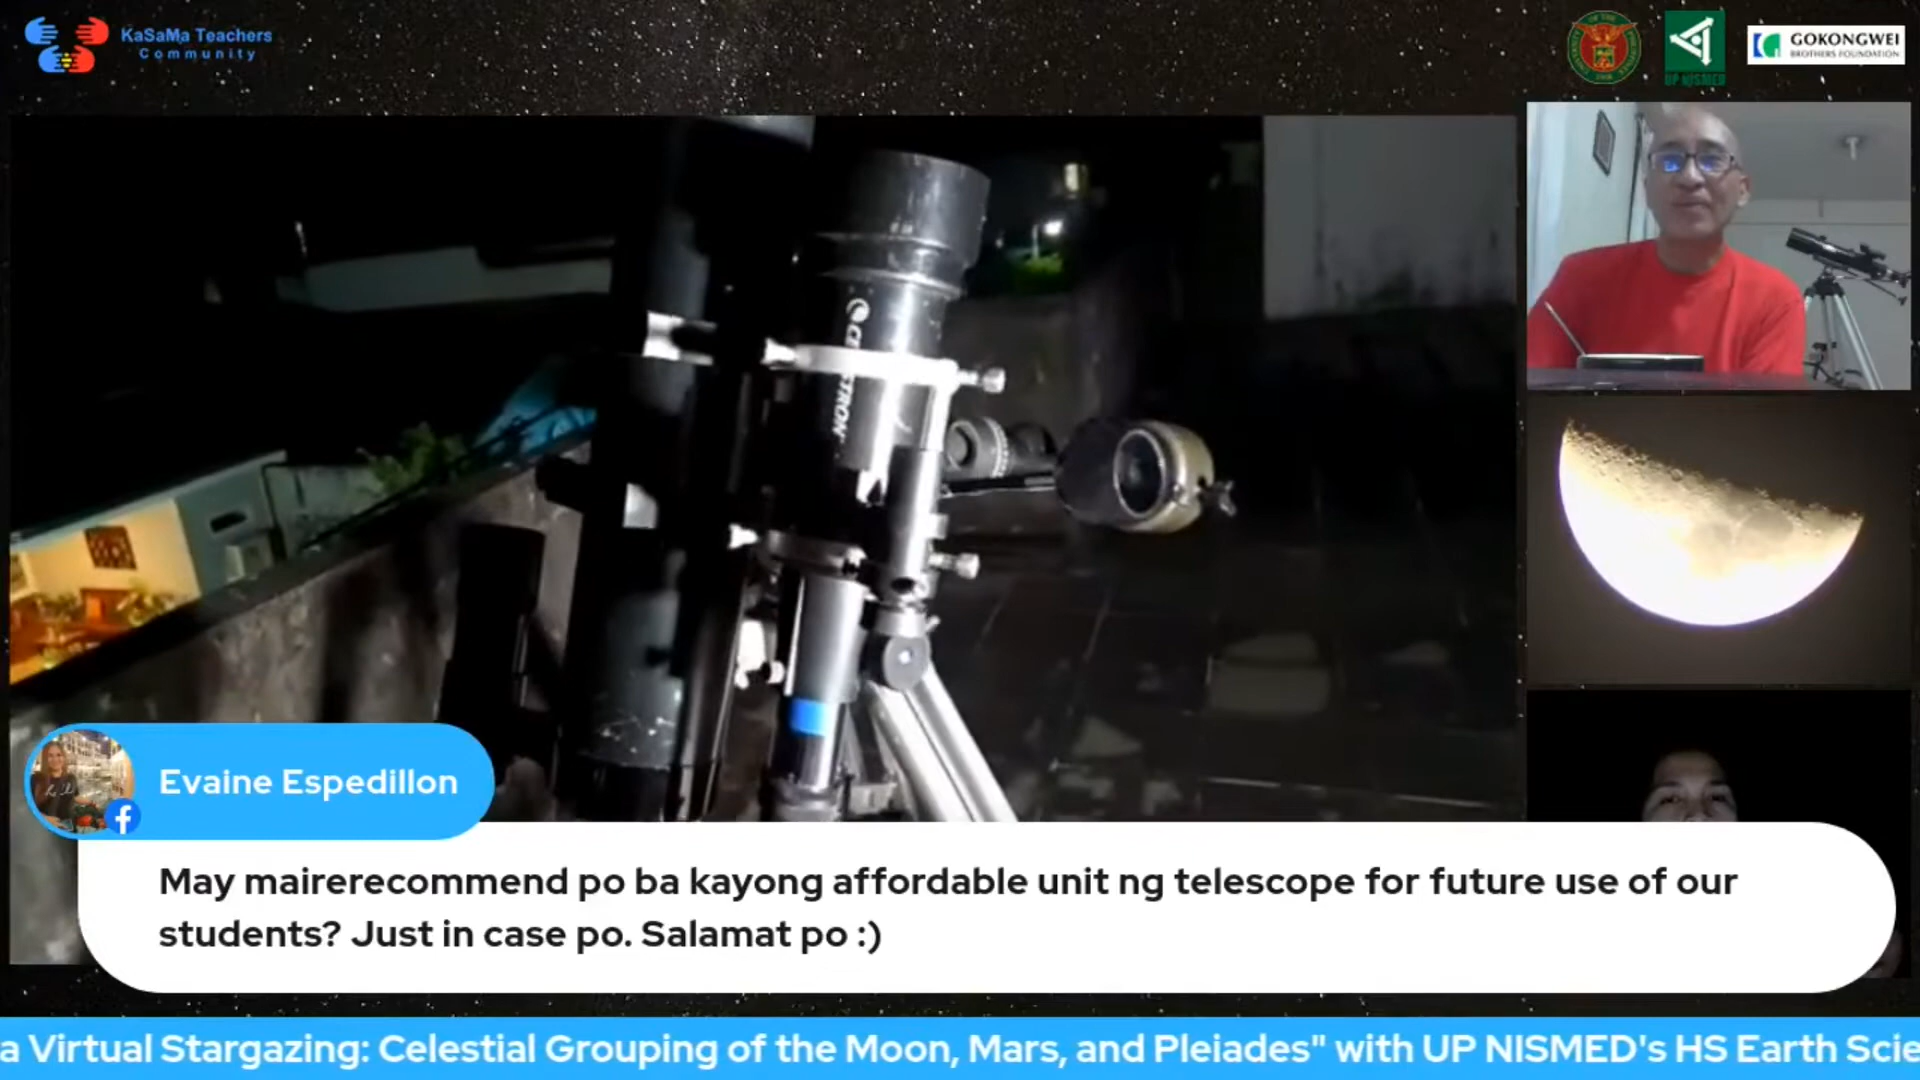 KaSaMa Teachers
Community
UP NISMED
GOKONGWEI
BROTHERS FOUNDATION
CELESTRON
Evaine Espedillon
May mairerecommend po ba kayong affordable unit ng telescope for future use of our
students? Just in case po. Salamat po :)
a Virtual Stargazing: Celestial Grouping of the Moon, Mars, and Pleiades" with UP NISMED's HS Earth Scie